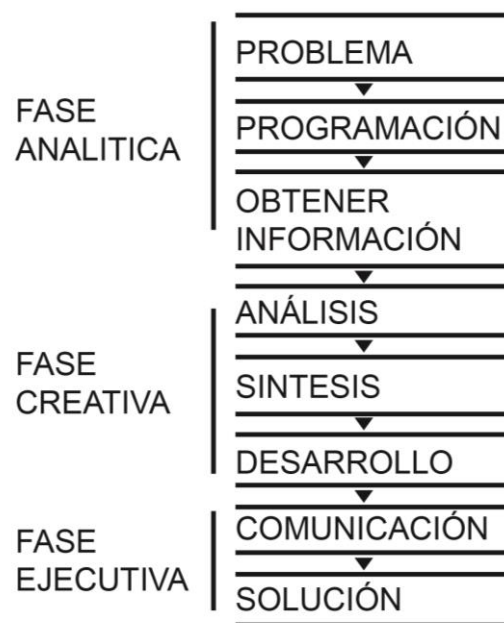 FASE
ANALITICA
PROBLEMA
PROGRAMACIÓN
OBTENER
INFORMACIÓN
FASE
CREATIVA
ANÁLISIS
SINTESIS
DESARROLLO
FASE
EJECUTIVA
COMUNICACIÓN
SOLUCIÓN